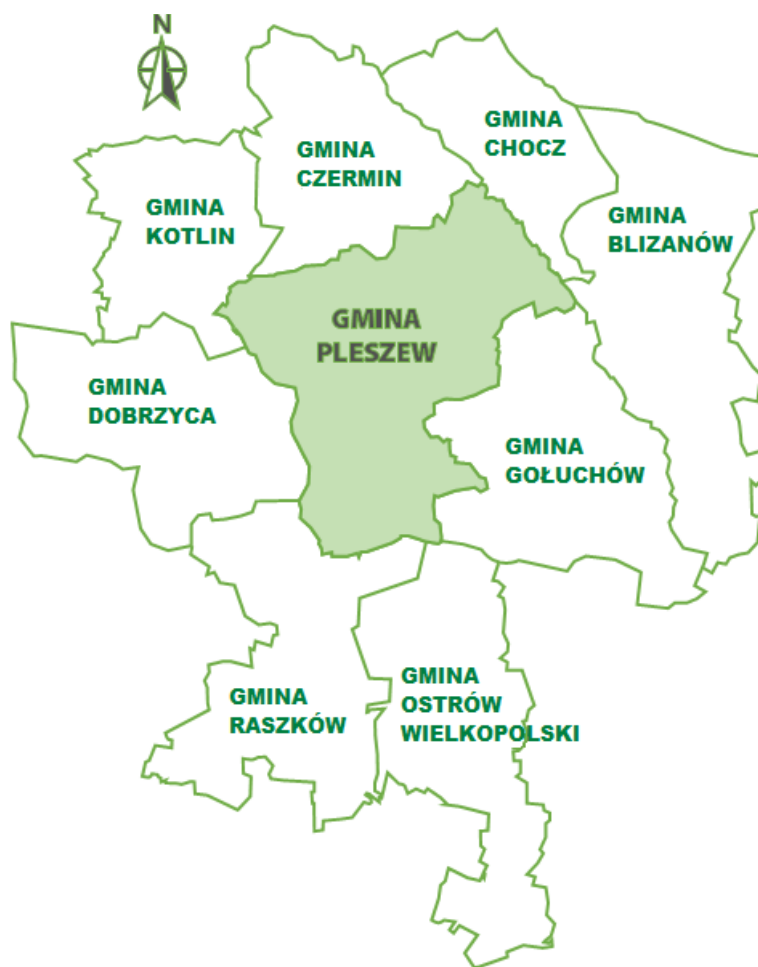 N
GMINA
CHOCZ
GMINA
CZERMIN
GMINA
KOTLIN
GMINA
BLIZANÓW
GMINA
PLESZEW
GMINA
DOBRZYCA
GMINA
GOŁUCHÓW
GMINA
RASZKÓW
GMINA
OSTRÓW
WIELKOPOLSKI